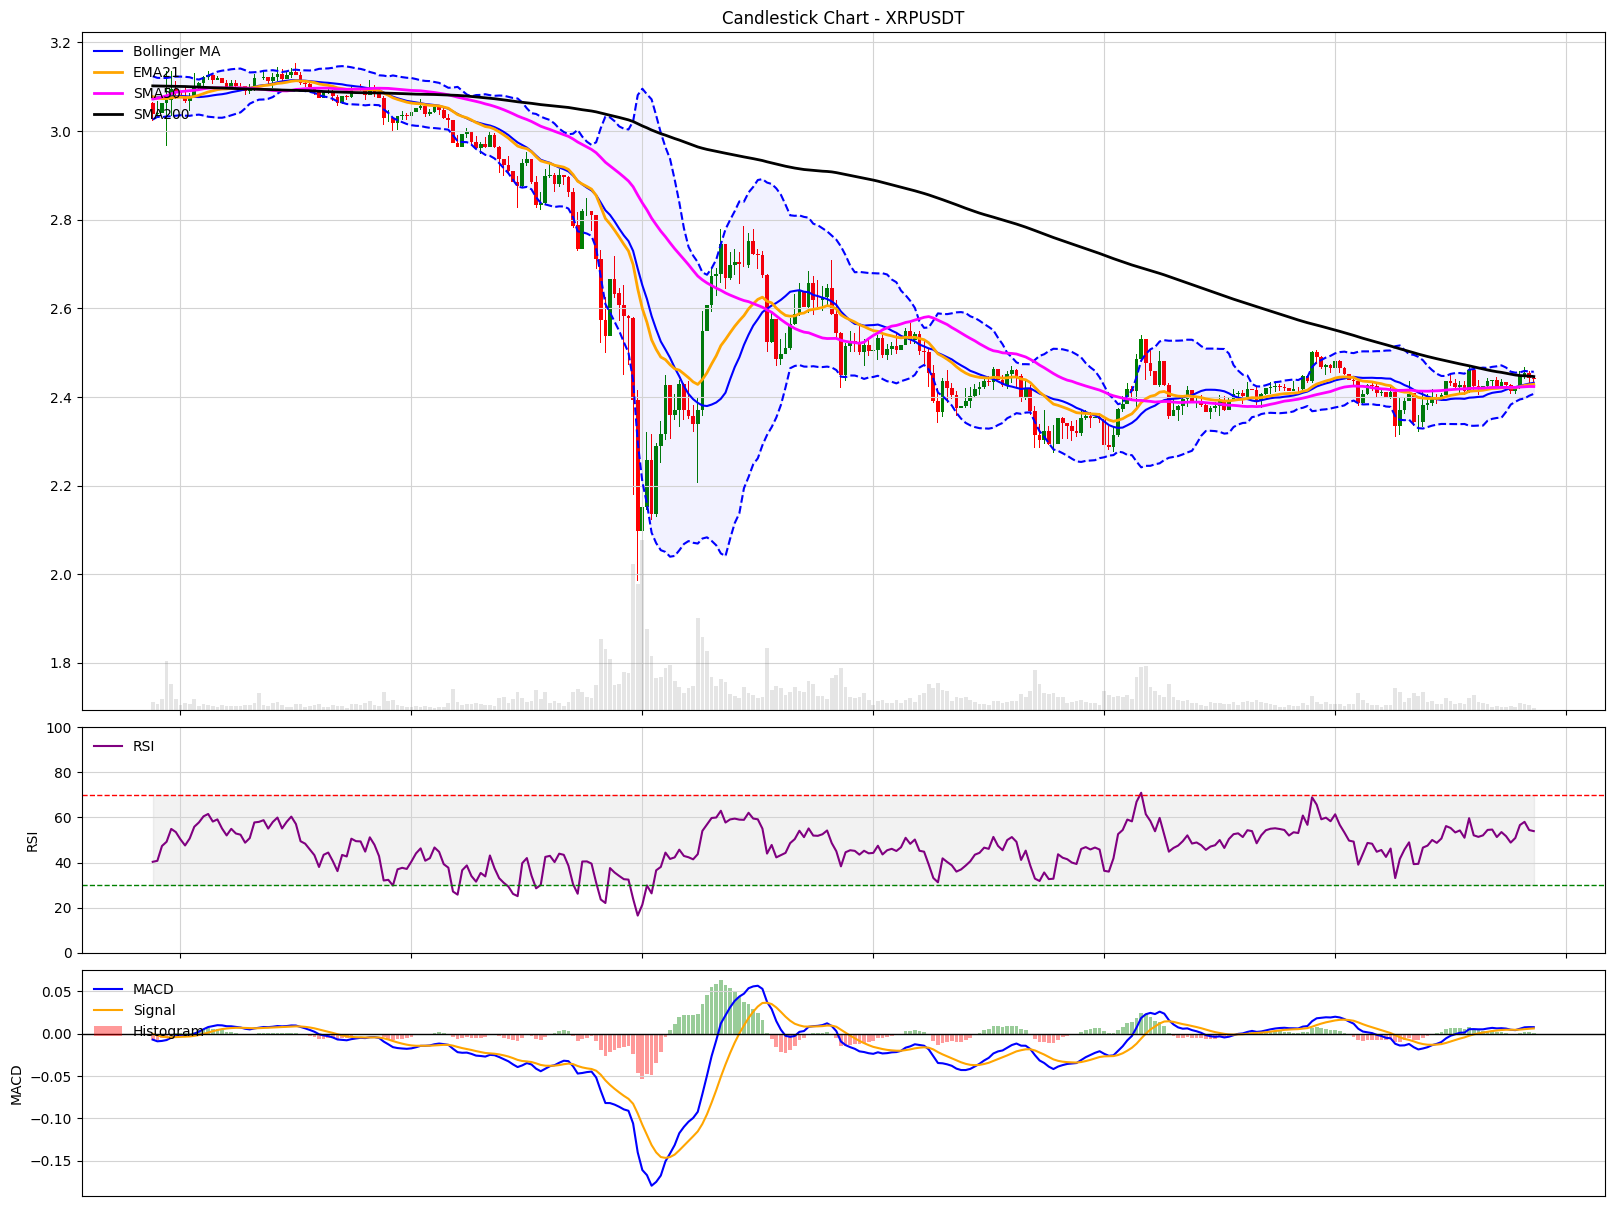 Candlestick Chart - XRPUSDT
Bollinger MA
EMA21
SMA50
SMA200
3.2
3.0
2.8
2.6
2.4
2.2
2.0
1.8
RSI
100
80
60
40
20
0
RSI
MACD
Signal
Histogram
0.05
0.00
−0.05
−0.10
−0.15
MACD